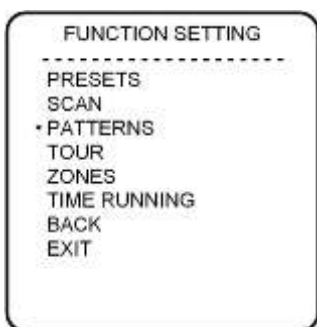 FUNCTION SETTING
- - - - - - - - - - - - - - - - - - - - - -
PRESETS
SCAN
•PATTERNS
TOUR
ZONES
TIME RUNNING
BACK
EXIT